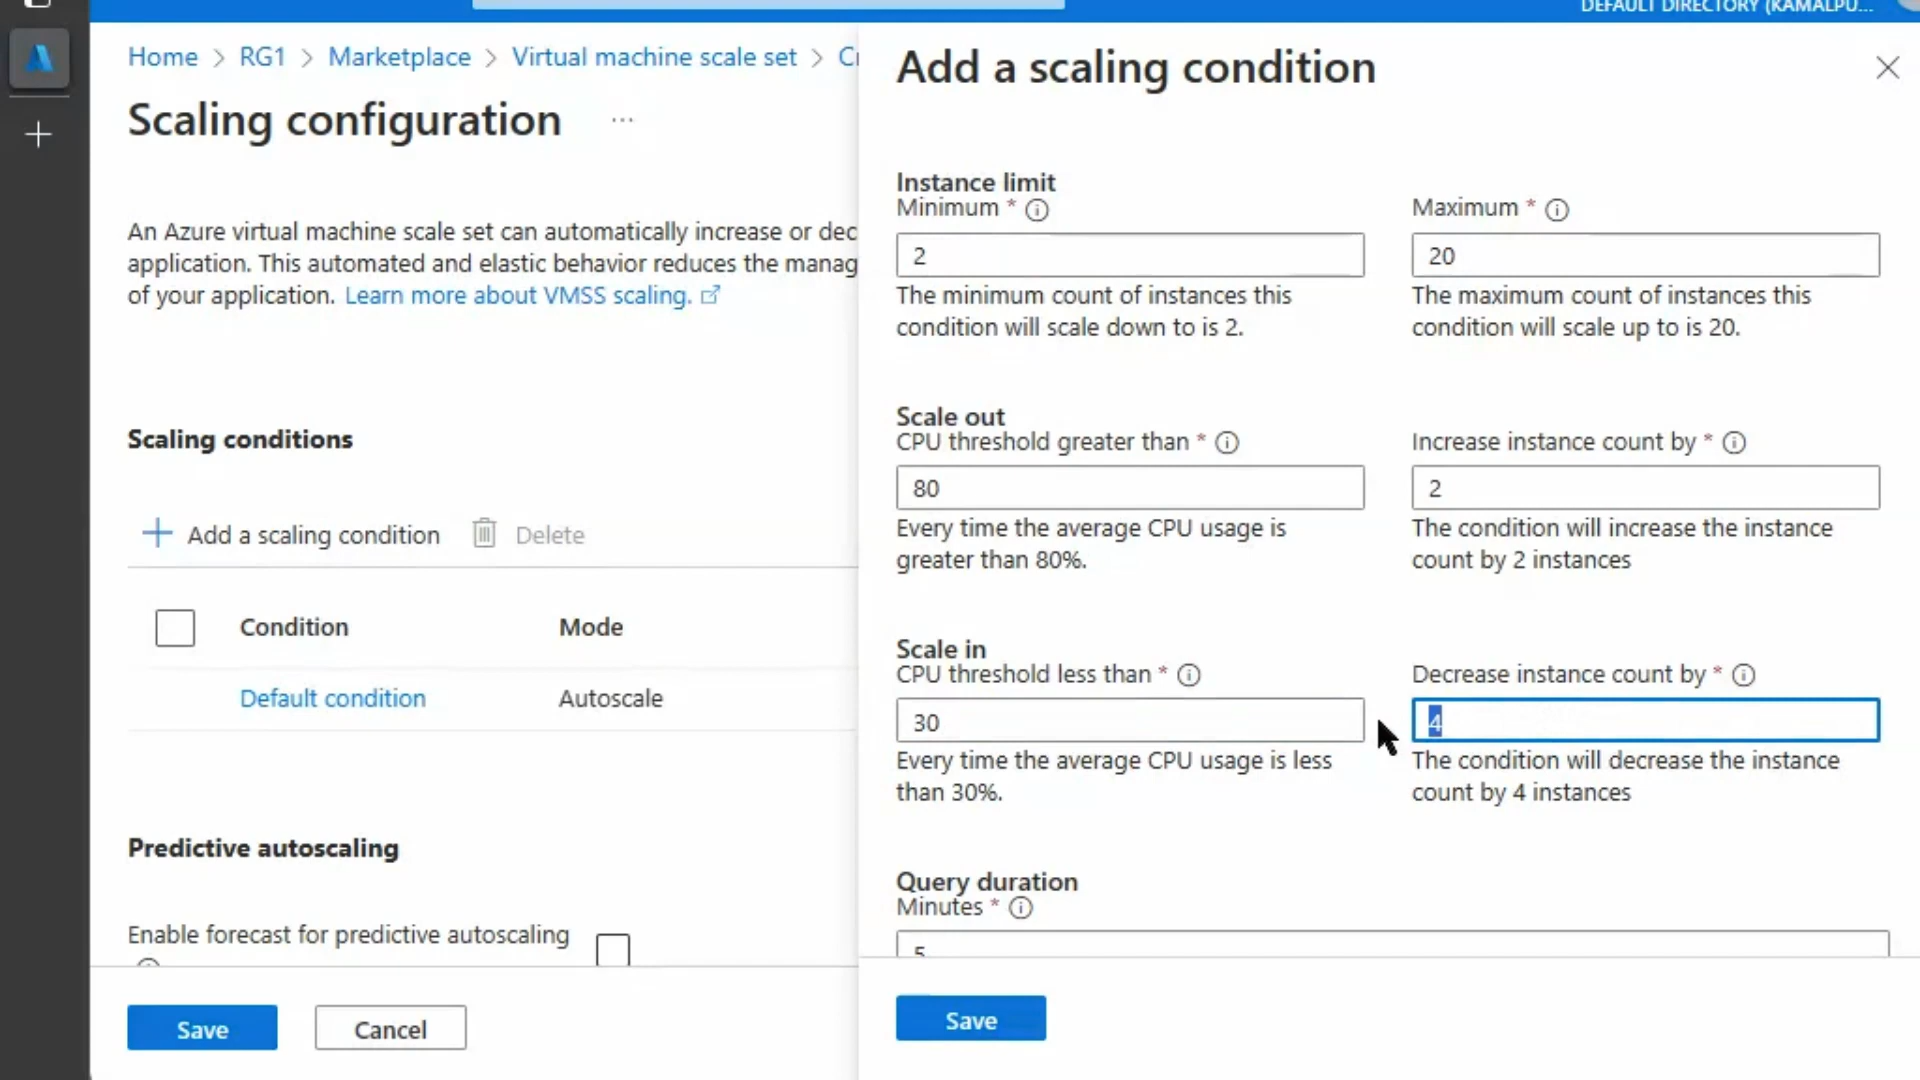 DEFAULT DIRECTORY (KAMALPU...
Home > RG1 > Marketplace > Virtual machine scale set >
Scaling configuration ...
An Azure virtual machine scale set can automatically increase or dec
application. This automated and elastic behavior reduces the manag
of your application. Learn more about VMSS scaling.
Scaling conditions
Add a scaling condition Delete
Condition Mode
Default condition Autoscale
Predictive autoscaling
Enable forecast for predictive autoscaling
Save Cancel
Add a scaling condition
Instance limit
Minimum * Maximum *
2 20
The minimum count of instances this
condition will scale down to is 2.
The maximum count of instances this
condition will scale up to is 20.
Scale out
CPU threshold greater than * Increase instance count by *
80 2
Every time the average CPU usage is
greater than 80%.
The condition will increase the instance
count by 2 instances
Scale in
CPU threshold less than * Decrease instance count by *
30 4
Every time the average CPU usage is less
than 30%.
The condition will decrease the instance
count by 4 instances
Query duration
Minutes *
5
Save